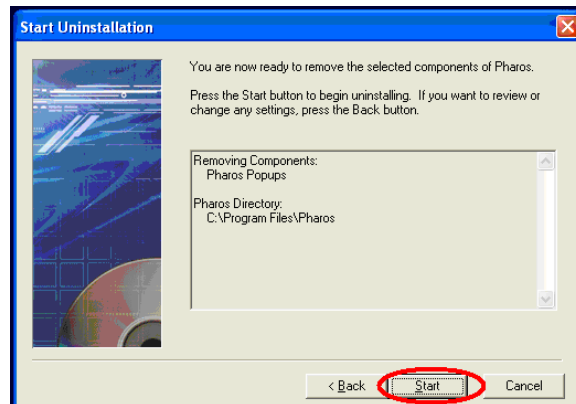 Start Uninstallation
You are now ready to remove the selected components of Pharos.
Press the Start button to begin uninstalling. If you want to review or
change any settings, press the Back button.
Removing Components:
Pharos Popups
Pharos Directory:
C:\Program Files\Pharos
< Back
Start
Cancel